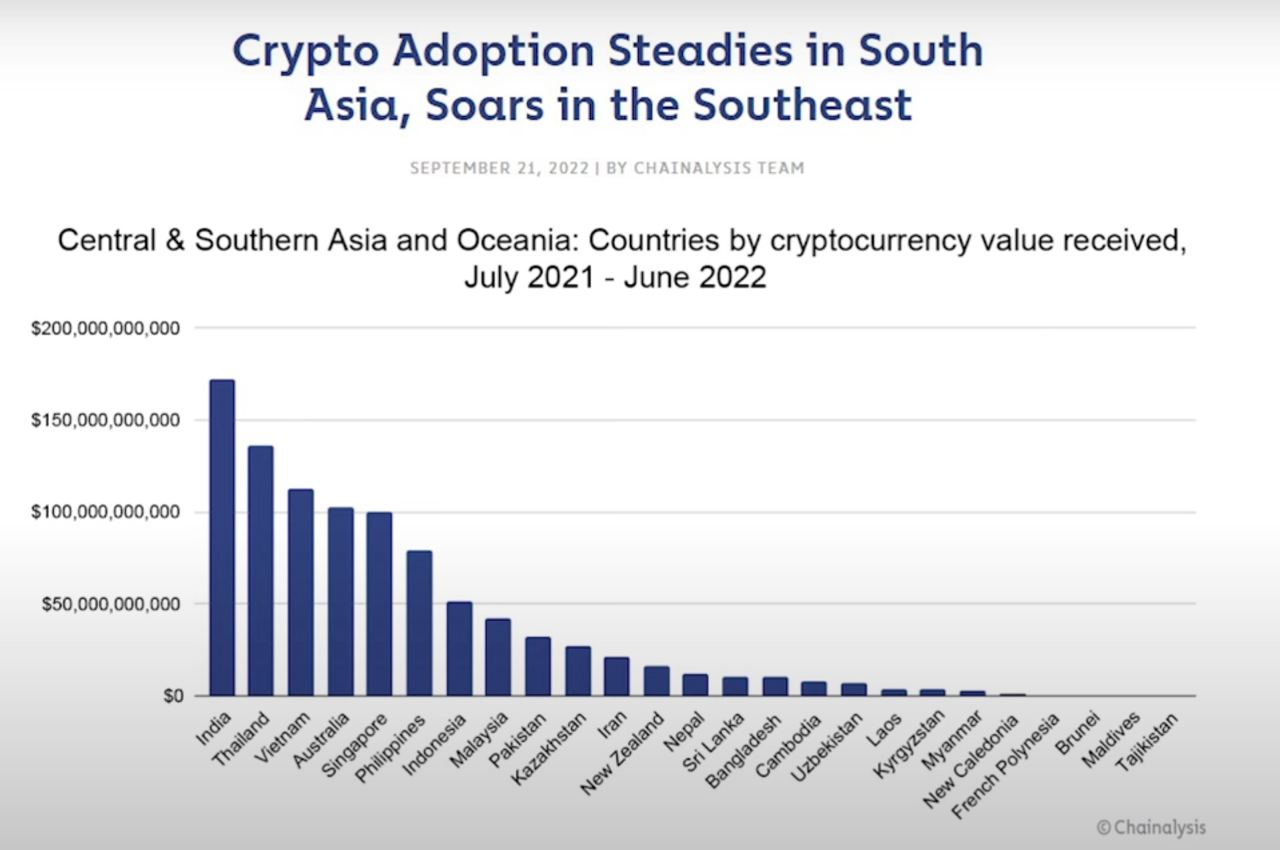 Crypto Adoption Steadies in South
Asia, Soars in the Southeast
SEPTEMBER 21, 2022 | BY CHAINALYSIS TEAM
Central & Southern Asia and Oceania: Countries by cryptocurrency value received,
July 2021 - June 2022
$200,000,000,000
$150,000,000,000
$100,000,000,000
$50,000,000,000
$0
India
Thailand
Vietnam
Australia
Singapore
Philippines
Indonesia
Malaysia
Pakistan
Kazakhstan
Iran
New Zealand
Nepal
Sri Lanka
Bangladesh
Cambodia
Uzbekistan
Laos
Kyrgyzstan
Myanmar
New Caledonia
French Polynesia
Brunei
Maldives
Tajikistan
© Chainalysis